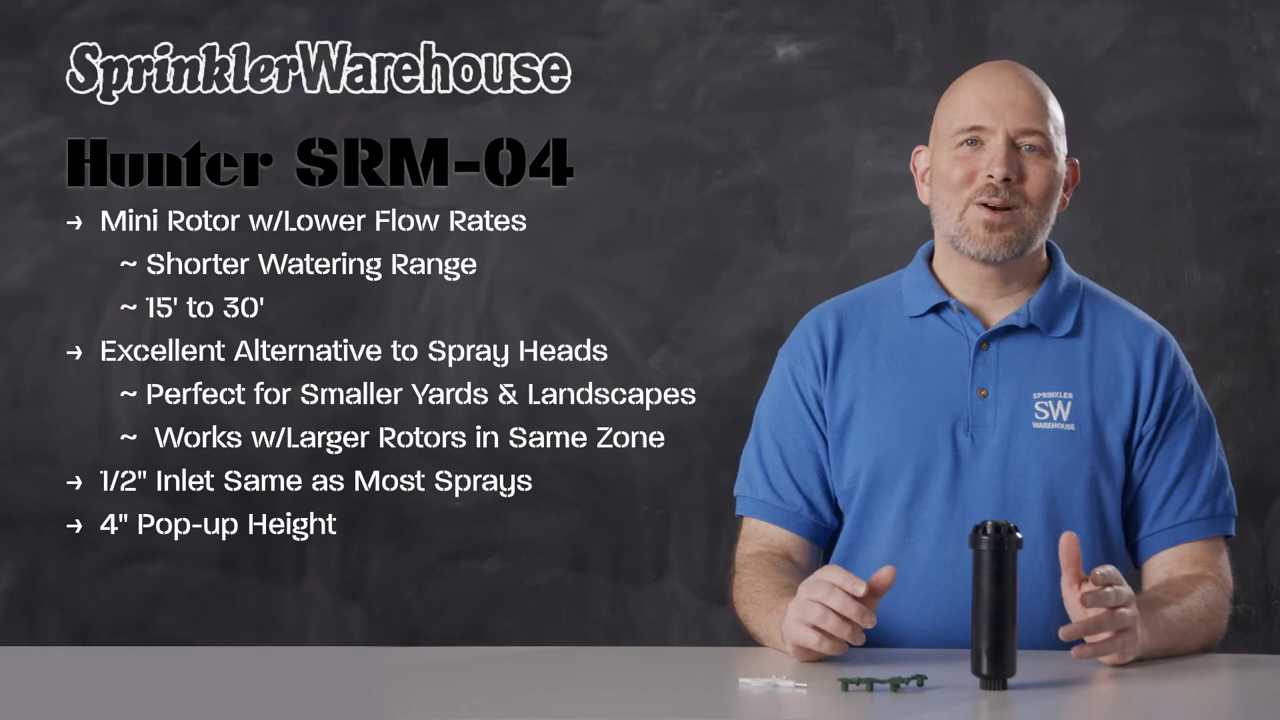 SprinklerWarehouse
Hunter SRM-04
→ Mini Rotor w/Lower Flow Rates
~ Shorter Watering Range
~ 15' to 30'
→ Excellent Alternative to Spray Heads
~ Perfect for Smaller Yards & Landscapes
~ Works w/Larger Rotors in Same Zone
→ 1/2" Inlet Same as Most Sprays
→ 4" Pop-up Height
SPRINKLER
SW
WAREHOUSE